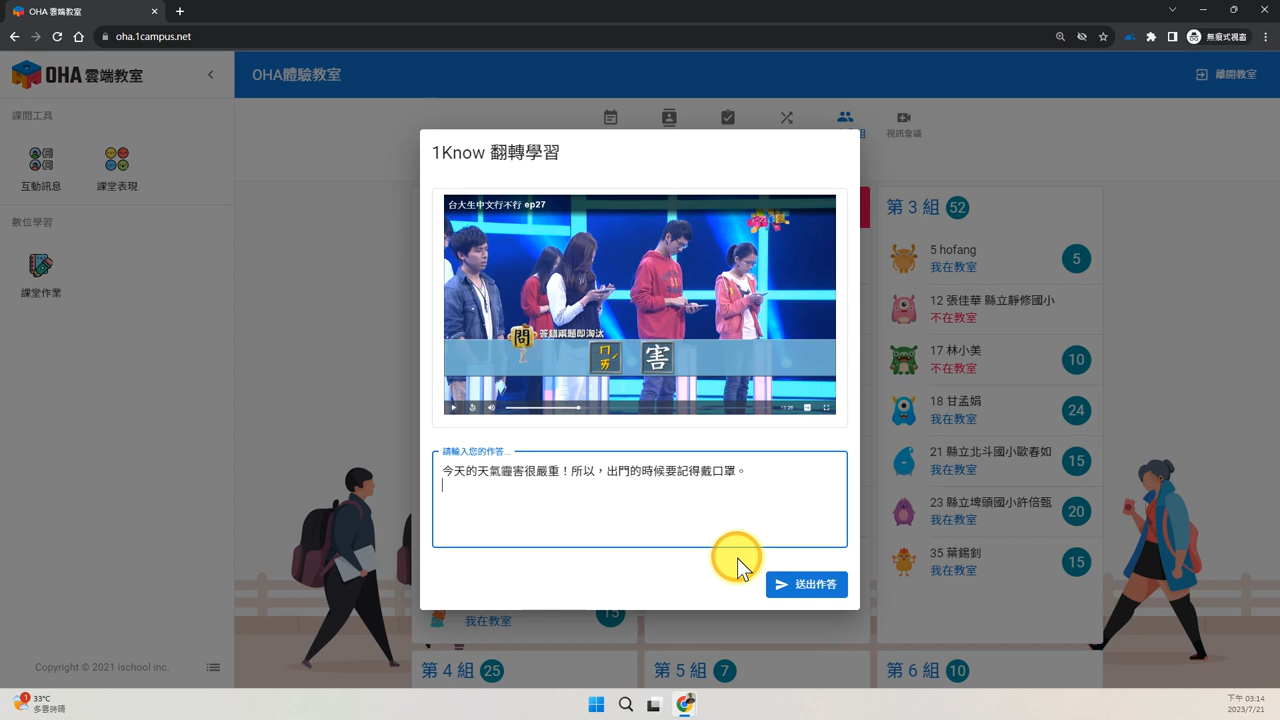 OHA 雲端教室
oha.1campus.net
無痕式視窗
OHA 雲端教室
OHA體驗教室
離開教室
課間工具
互動訊息
課堂表現
數位學習
課堂作業
視訊會議
組
1Know 翻轉學習
台大生中文行不行 ep27
問
答錯兩題即淘汰
ㄇㄞˊ
害
請輸入您的作答...
今天的天氣霾害很嚴重！所以，出門的時候要記得戴口罩。
送出作答
第 3 組 52
5 hofang
我在教室
5
12 張佳華 縣立靜修國小
不在教室
17 林小美
不在教室
10
18 甘孟娟
我在教室
24
21 縣立北斗國小歐春如
我在教室
15
23 縣立埤頭國小許倍甄
我在教室
20
35 葉錫釗
我在教室
15
我在教室
15
第 4 組 25
第 5 組 7
第 6 組 10
Copyright © 2021 ischool inc.
1
33°C
多雲時晴
下午 03:14
2023/7/21